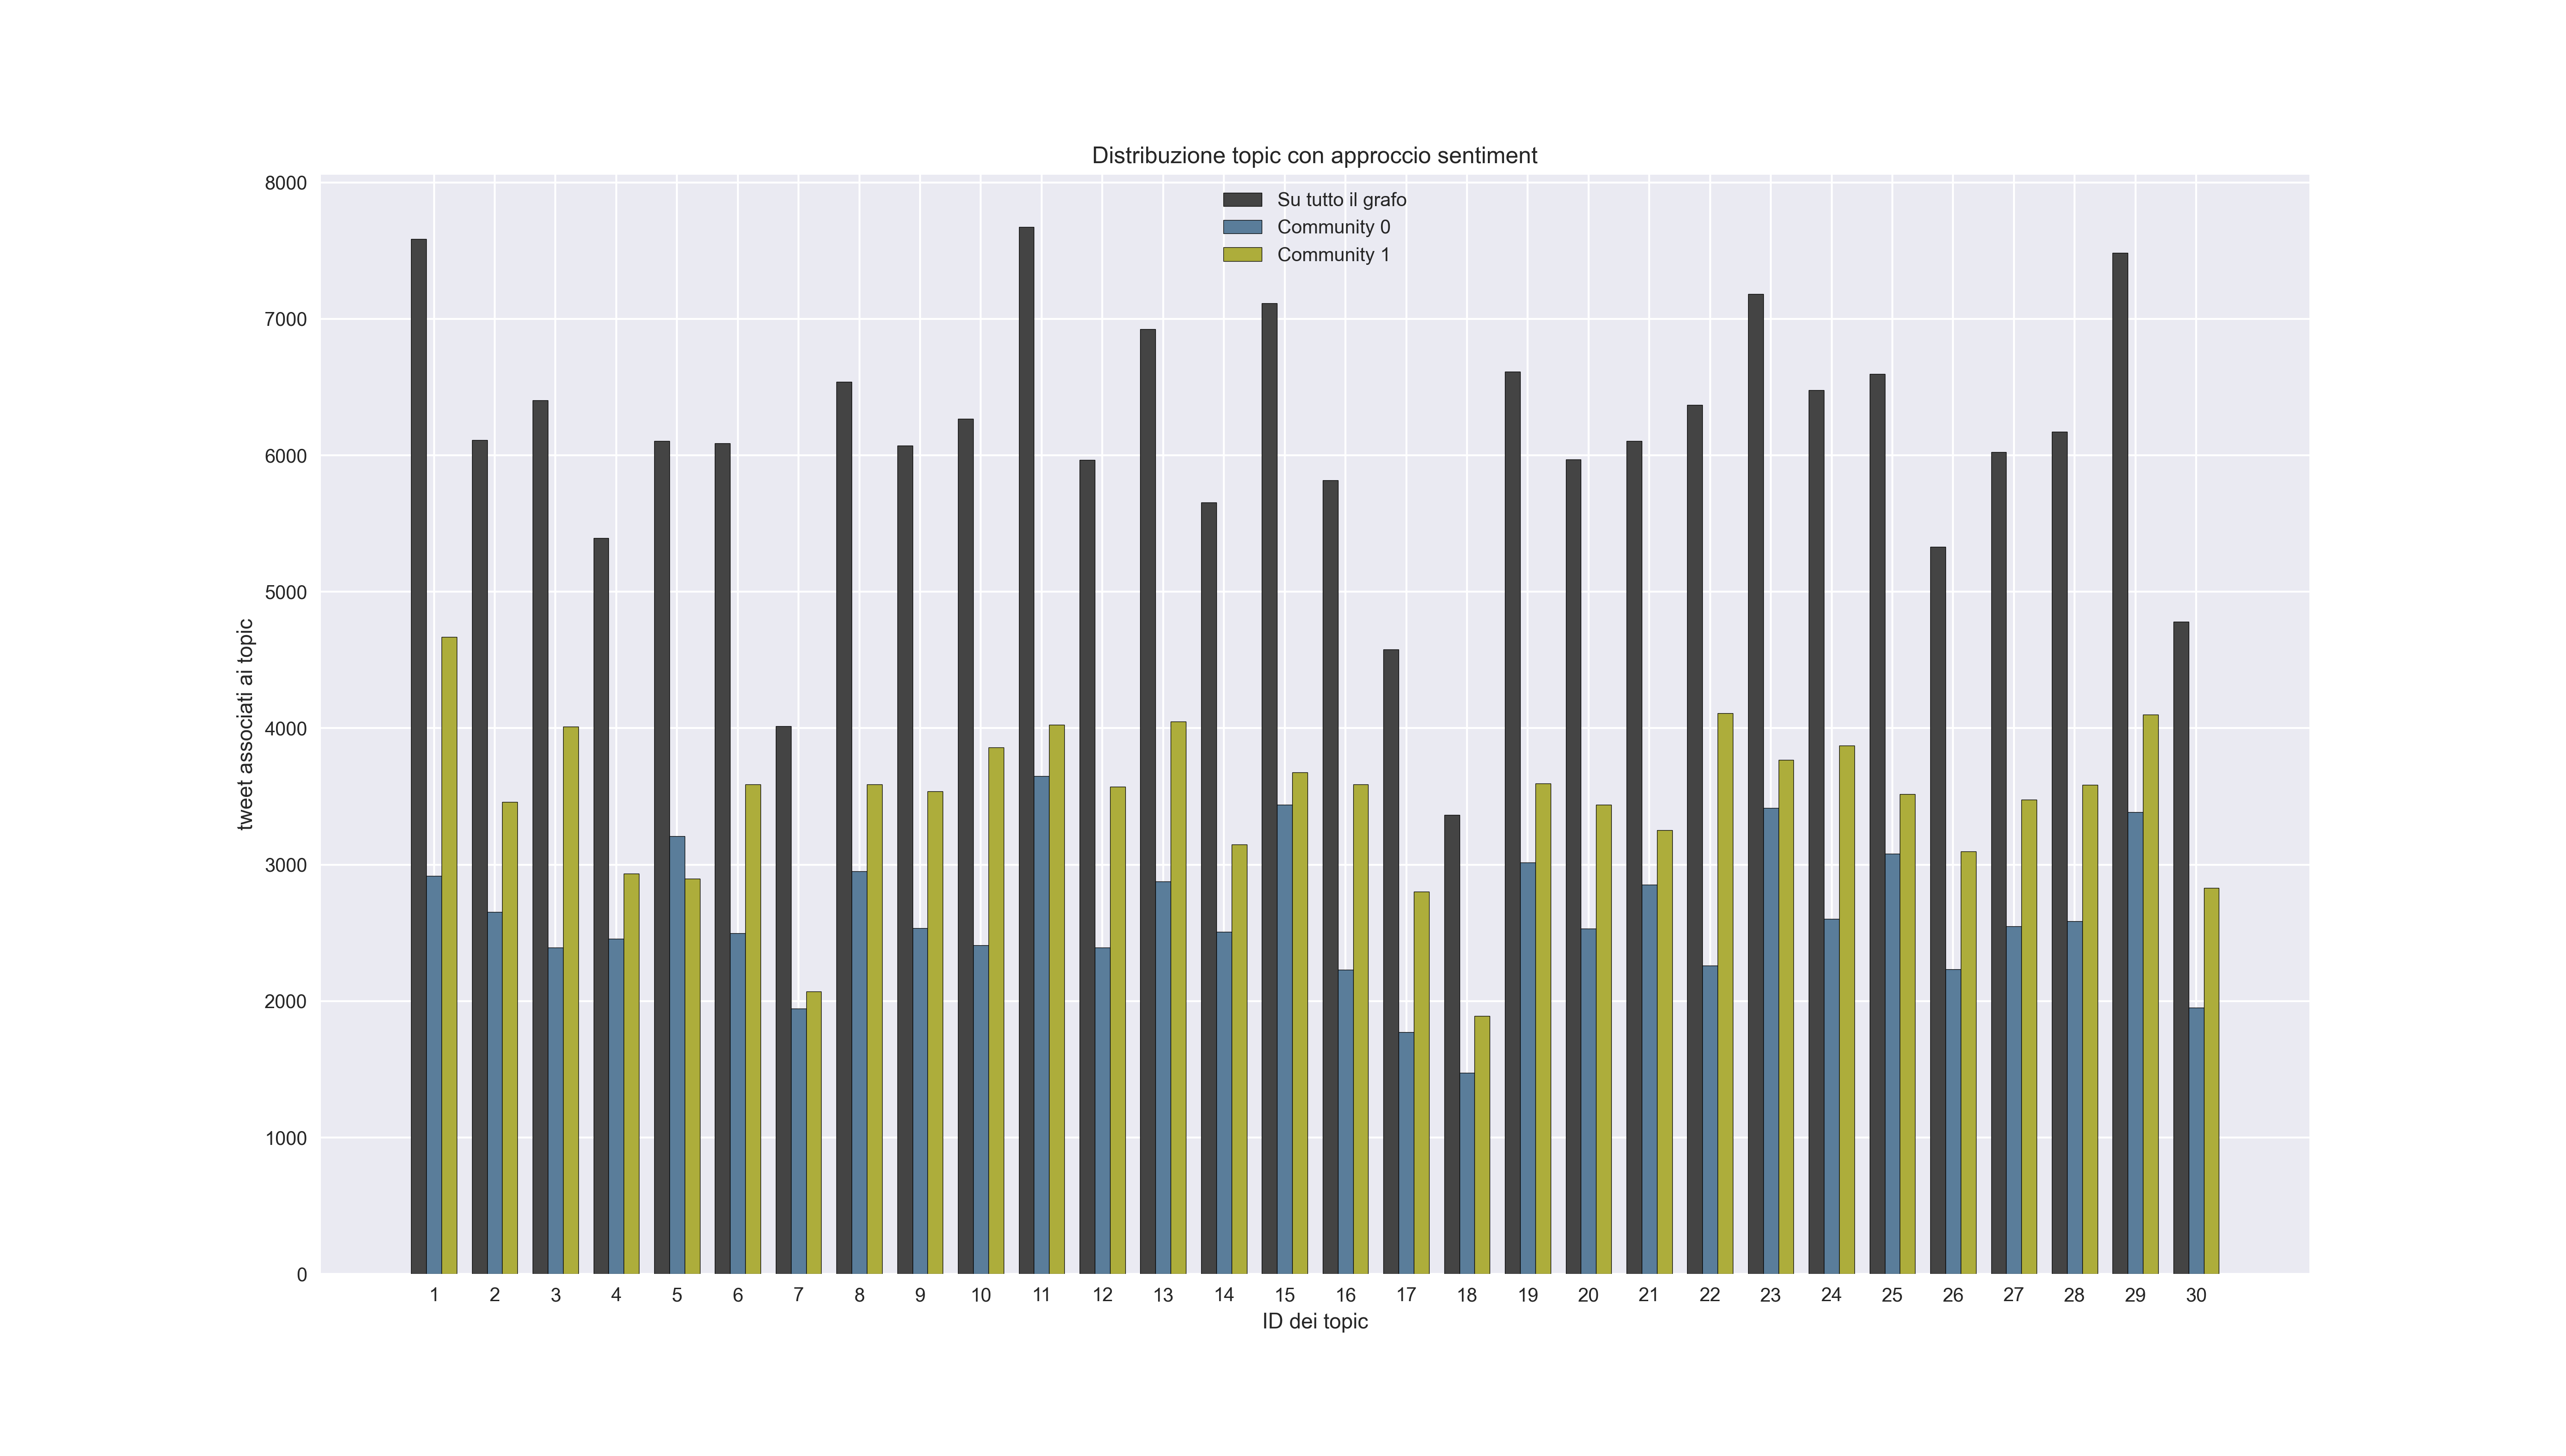 Distribuzione topic con approccio sentiment
Su tutto il grafo
Community 0
Community 1
8000
7000
6000
5000
4000
3000
2000
1000
0
tweet associati ai topic
1 2 3 4 5 6 7 8 9 10 11 12 13 14 15 16 17 18 19 20 21 22 23 24 25 26 27 28 29 30
ID dei topic